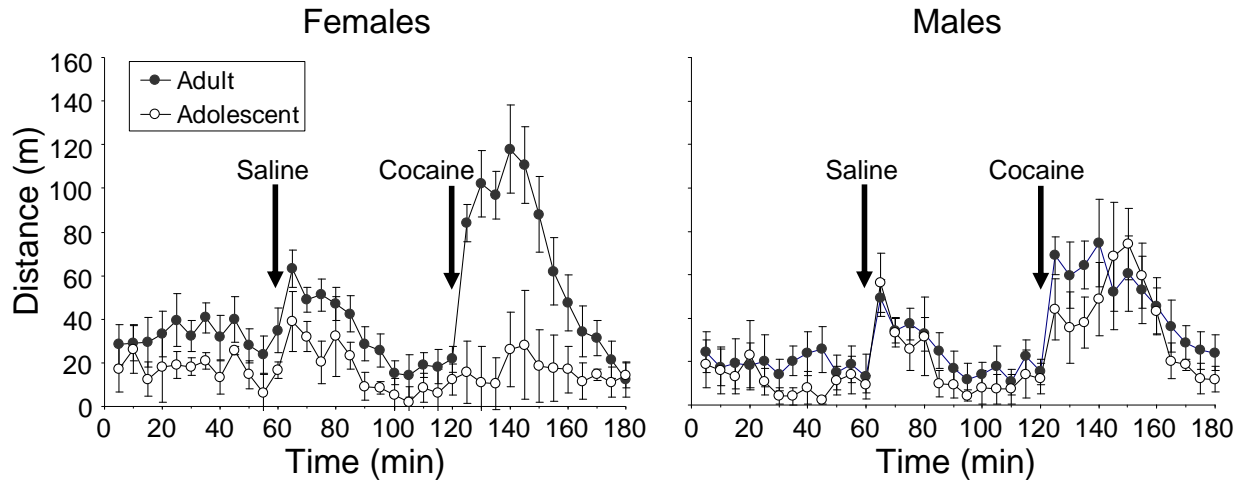 Females
Males
160
140
120
100
80
60
40
20
0
Distance (m)
Adult
Adolescent
Saline
Cocaine
Saline
Cocaine
0 20 40 60 80 100 120 140 160 180
0 20 40 60 80 100 120 140 160 180
Time (min)
Time (min)